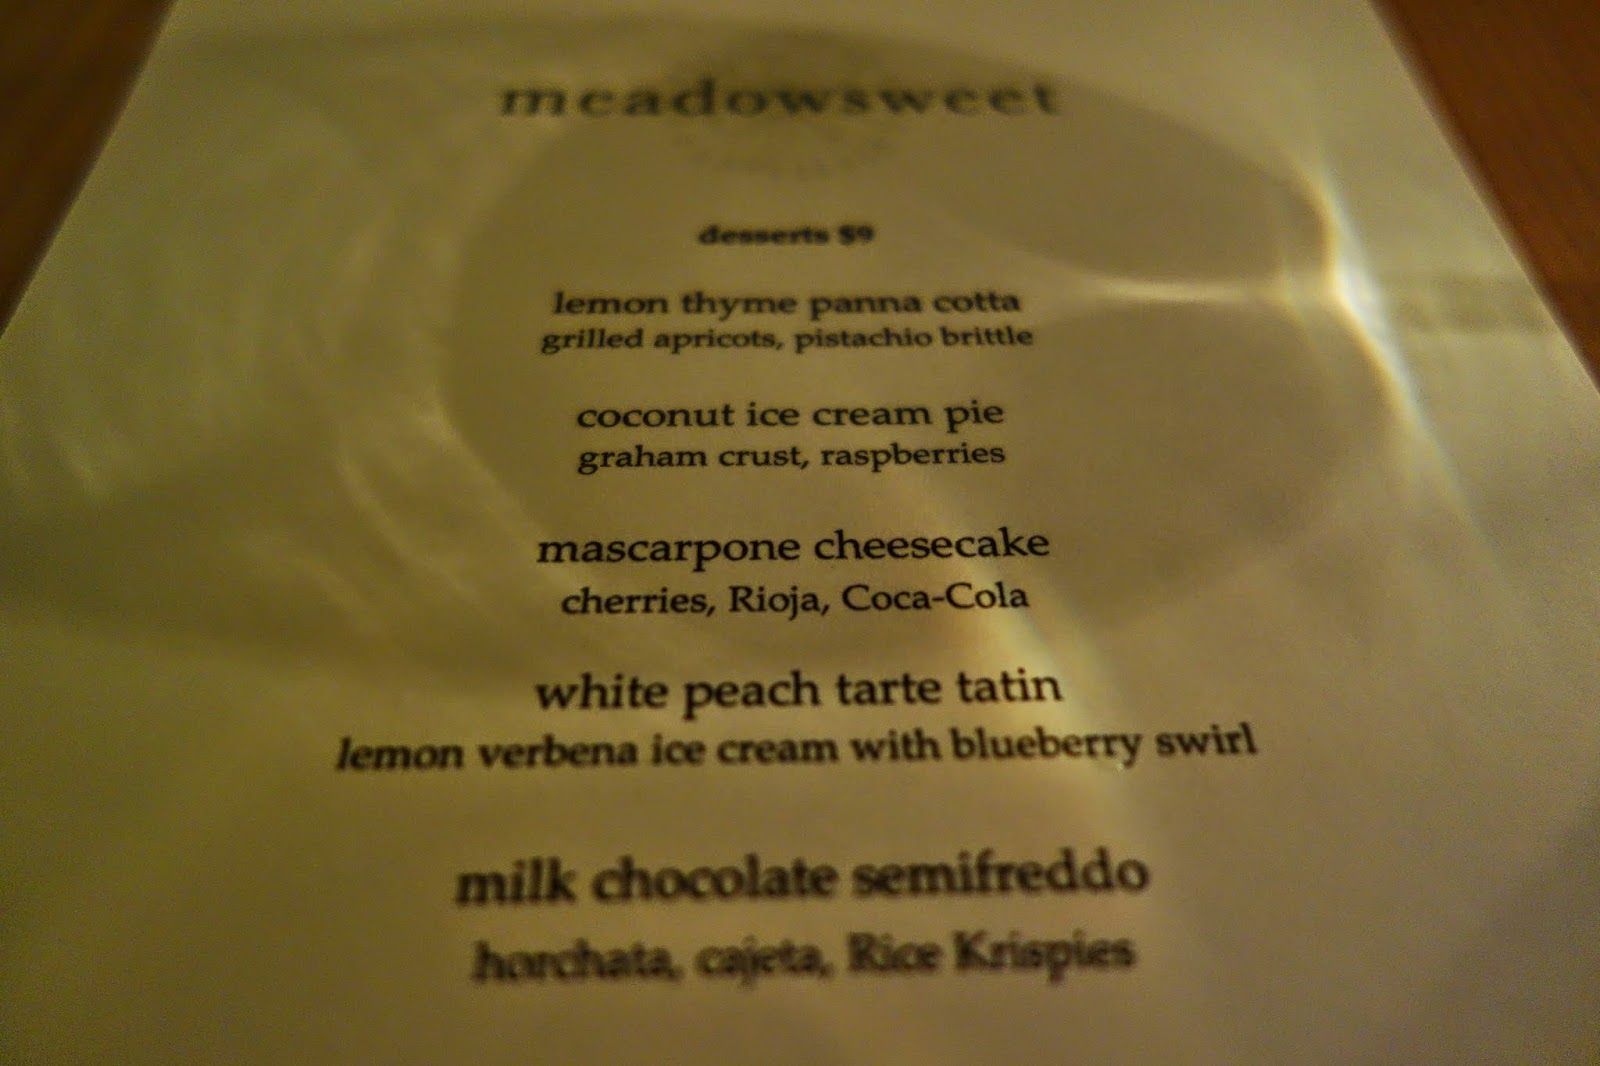 meadowsweet
desserts $9
lemon thyme panna cotta
grilled apricots, pistachio brittle
coconut ice cream pie
graham crust, raspberries
mascarpone cheesecake
cherries, Rioja, Coca-Cola
white peach tarte tatin
lemon verbena ice cream with blueberry swirl
milk chocolate semifreddo
horchata, cajeta, Rice Krispies